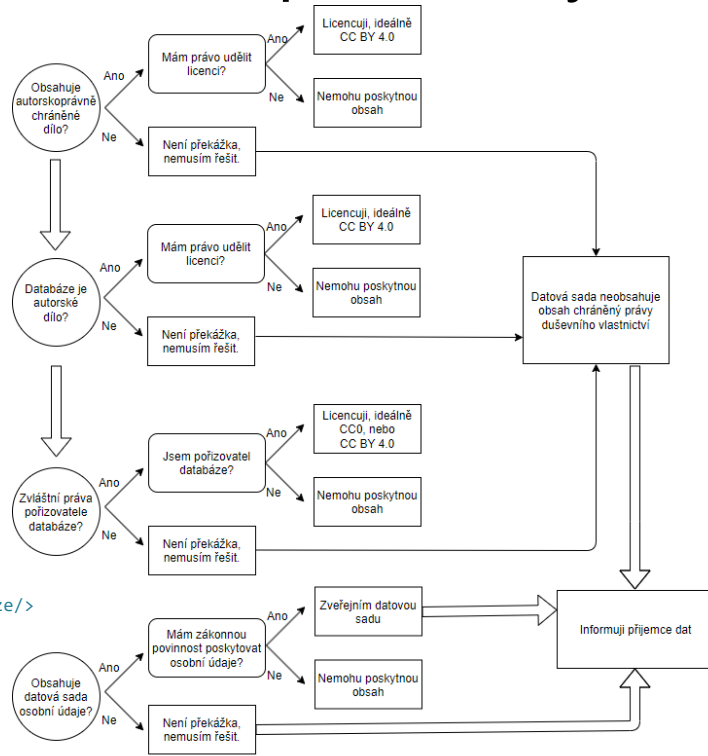 Ano
Licencuji, ideálně
CC BY 4.0
Mám právo udělit
licenci?
Ano
Ne
Nemohu poskytnou
obsah
Obsahuje
autorskoprávně
chráněné
dílo?
Ne
Není překážka,
nemusím řešit.
Ano
Licencuji, ideálně
CC BY 4.0
Mám právo udělit
licenci?
Ano
Ne
Nemohu poskytnou
obsah
Databáze je
autorské
dílo?
Ne
Není překážka,
nemusím řešit.
Datová sada neobsahuje
obsah chráněný právy
duševního vlastnictví
Ano
Licencuji, ideálně
CC0, nebo
CC BY 4.0
Jsem pořizovatel
databáze?
Ano
Ne
Nemohu poskytnou
obsah
Zvláštní práva
pořizovatele
databáze?
Ne
Není překážka,
nemusím řešit.
ze/>
Ano
Zveřejním datovou
sadu
Mám zákonnou
povinnost poskytovat
osobní údaje?
Informuji přijemce dat
Ano
Ne
Nemohu poskytnou
obsah
Obsahuje
datová sada
osobní údaje?
Ne
Není překážka,
nemusím řešit.